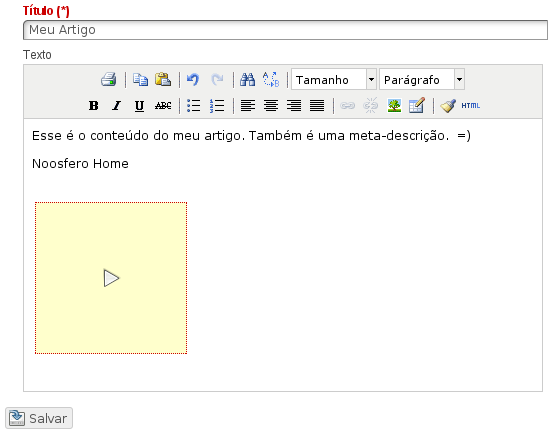 Título (*)
Meu Artigo
Texto
Tamanho Parágrafo
B I U ABC HTML
Esse é o conteúdo do meu artigo. Também é uma meta-descrição. =)
Noosfero Home
Salvar